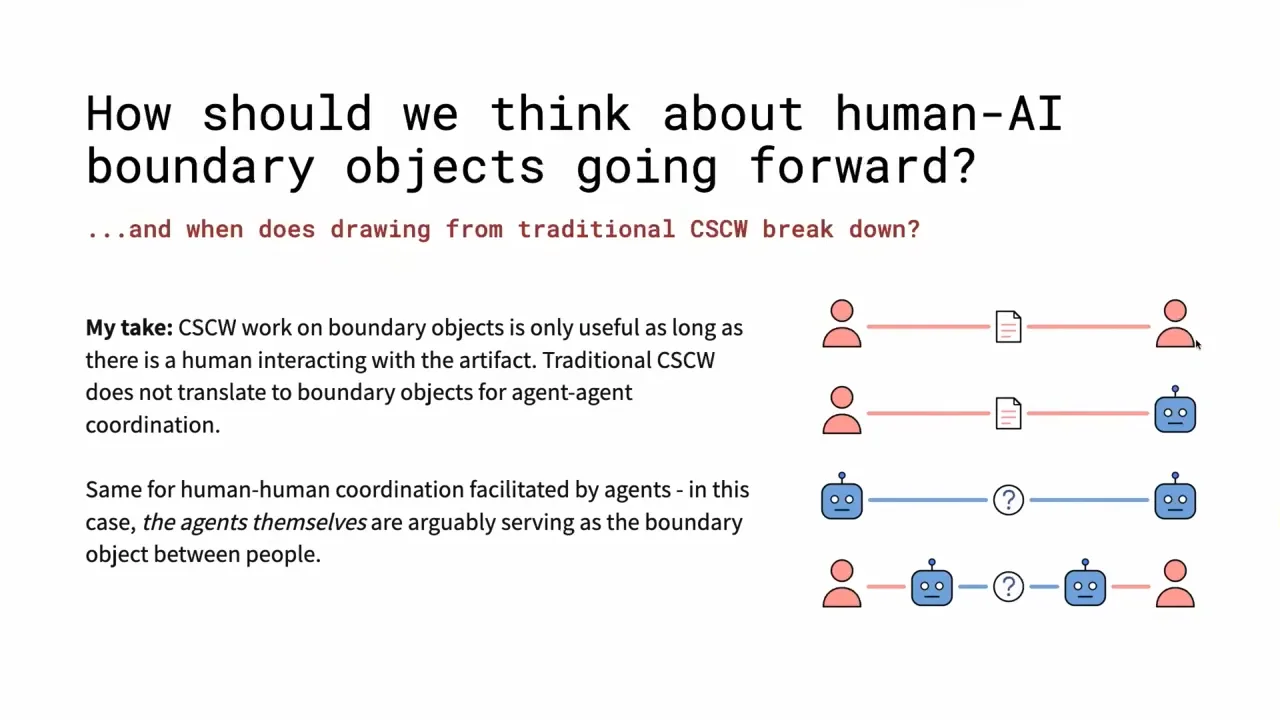 How should we think about human-AI
boundary objects going forward?
...and when does drawing from traditional CSCW break down?
My take: CSCW work on boundary objects is only useful as long as
there is a human interacting with the artifact. Traditional CSCW
does not translate to boundary objects for agent-agent
coordination.
Same for human-human coordination facilitated by agents - in this
case, the agents themselves are arguably serving as the boundary
object between people.
?
?